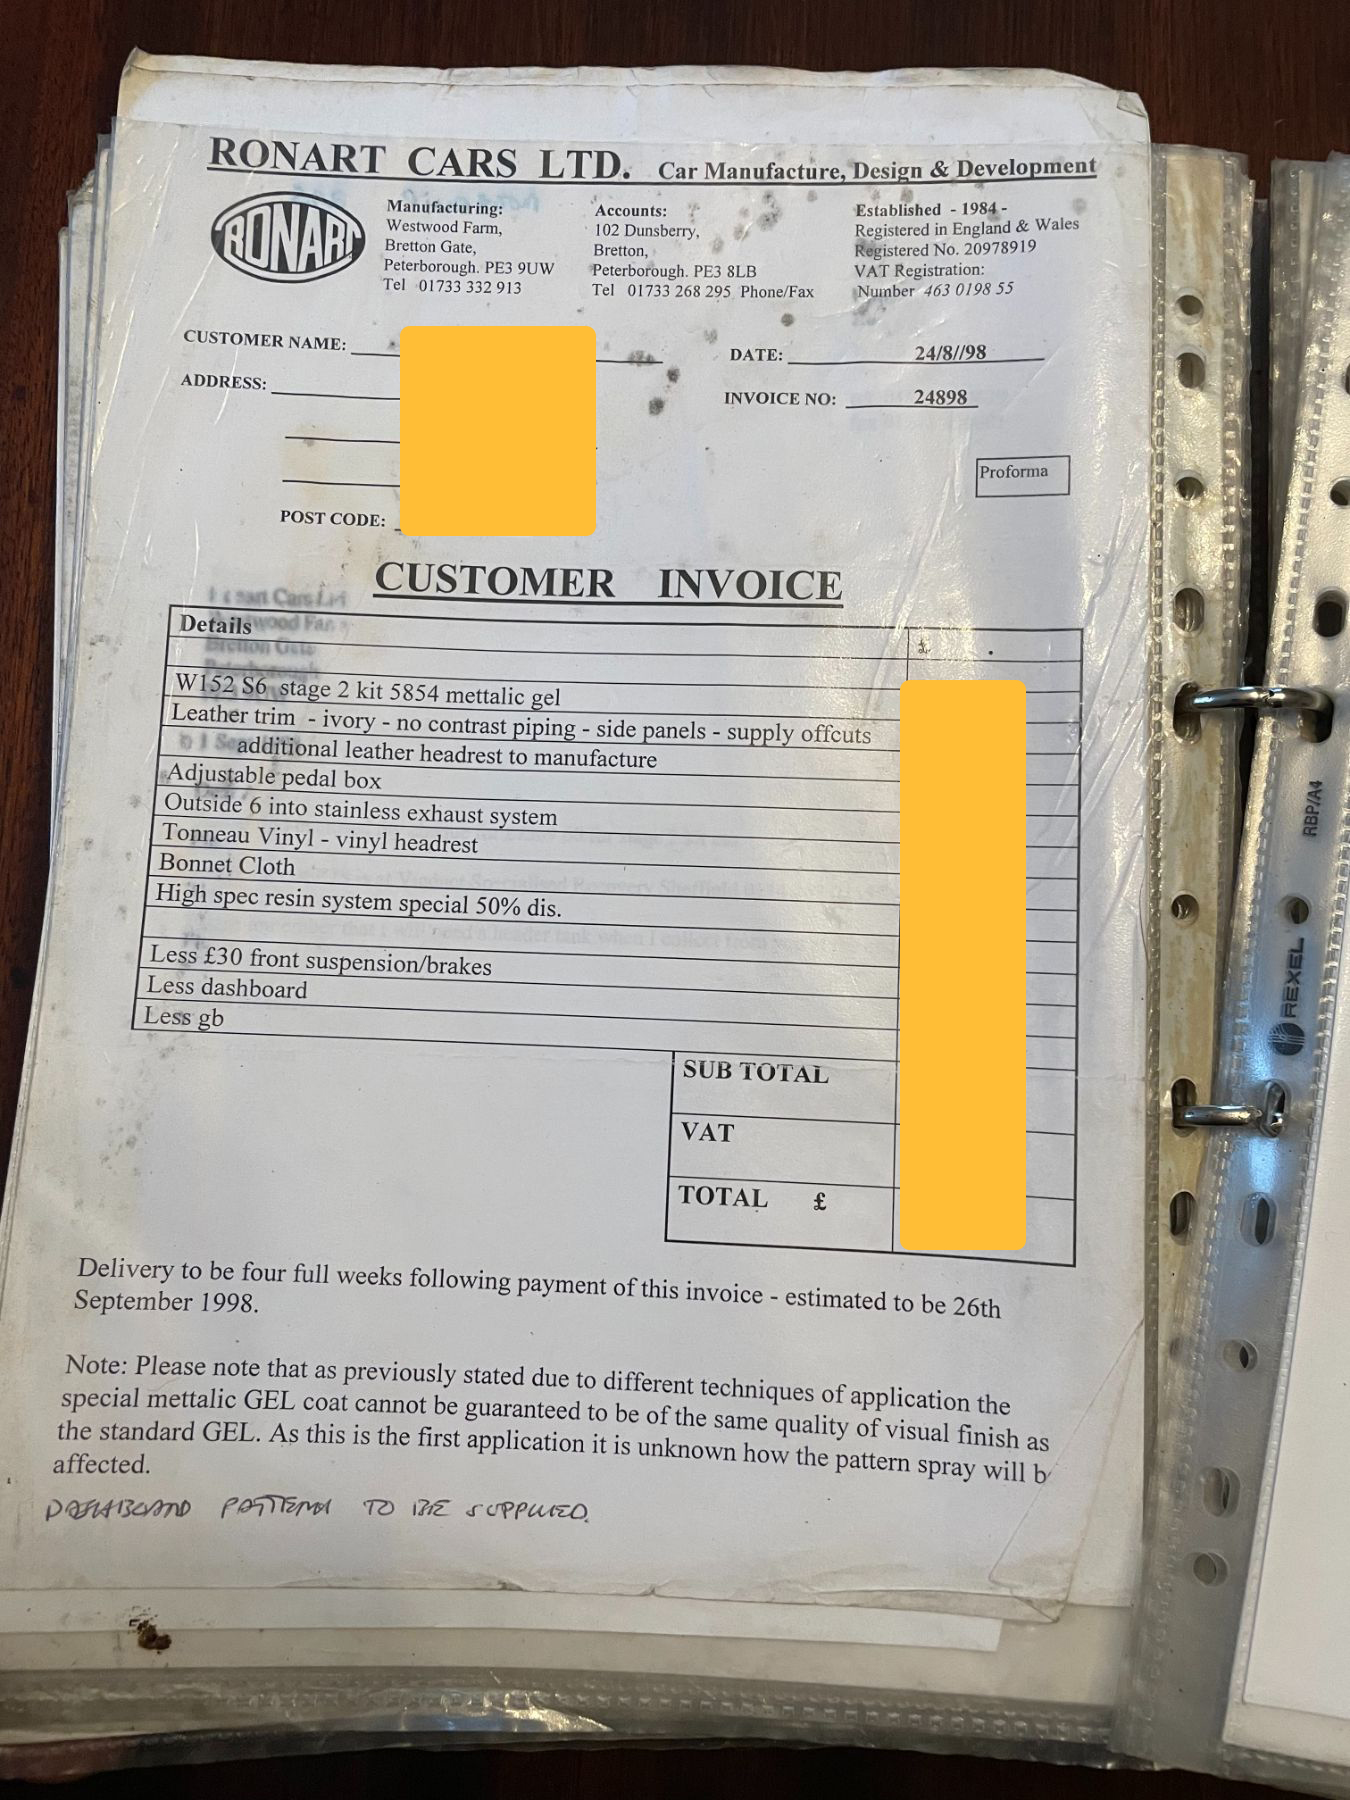 RONART CARS LTD. Car Manufacture, Design & Development
RONART
Manufacturing:
Westwood Farm,
Bretton Gate,
Peterborough. PE3 9UW
Tel 01733 332 913
Accounts:
102 Dunsberry,
Bretton,
Peterborough. PE3 8LB
Tel 01733 268 295 Phone/Fax
Established - 1984 -
Registered in England & Wales
Registered No. 20978919
VAT Registration:
Number 463 0198 55
CUSTOMER NAME:
DATE: 24/8//98
ADDRESS:
INVOICE NO: 24898
Proforma
POST CODE:
CUSTOMER INVOICE
Details £ .
W152 S6 stage 2 kit 5854 mettalic gel
Leather trim - ivory - no contrast piping - side panels - supply offcuts
additional leather headrest to manufacture
Adjustable pedal box
Outside 6 into stainless exhaust system
Tonneau Vinyl - vinyl headrest
Bonnet Cloth
High spec resin system special 50% dis.
Less £30 front suspension/brakes
Less dashboard
Less gb
SUB TOTAL
VAT
TOTAL £
Delivery to be four full weeks following payment of this invoice - estimated to be 26th
September 1998.
Note: Please note that as previously stated due to different techniques of application the
special mettalic GEL coat cannot be guaranteed to be of the same quality of visual finish as
the standard GEL. As this is the first application it is unknown how the pattern spray will b
affected.
DASHBOARD PATTERN TO BE SUPPLIED.
RBP/A4
REXEL